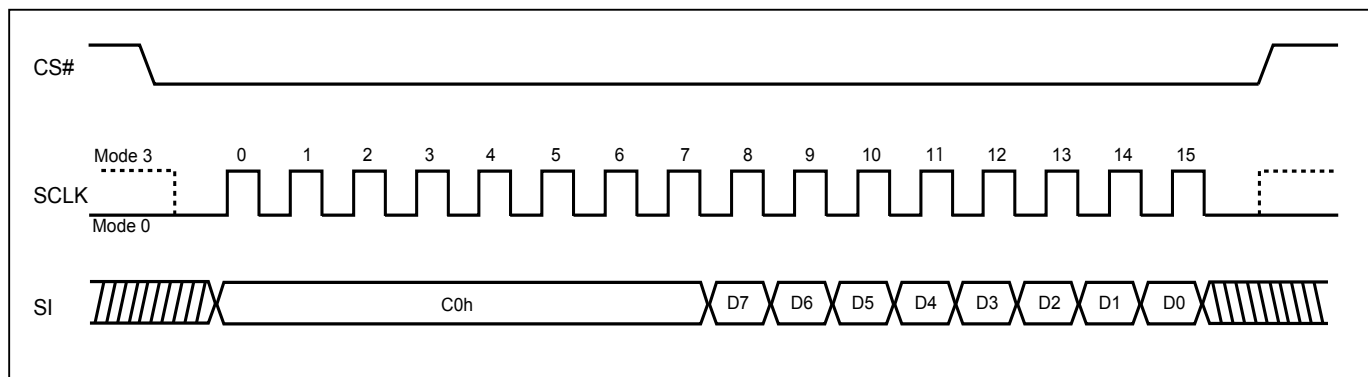 CS#
Mode 3
0 1 2 3 4 5 6 7 8 9 10 11 12 13 14 15
SCLK
Mode 0
SI
C0h D7 D6 D5 D4 D3 D2 D1 D0